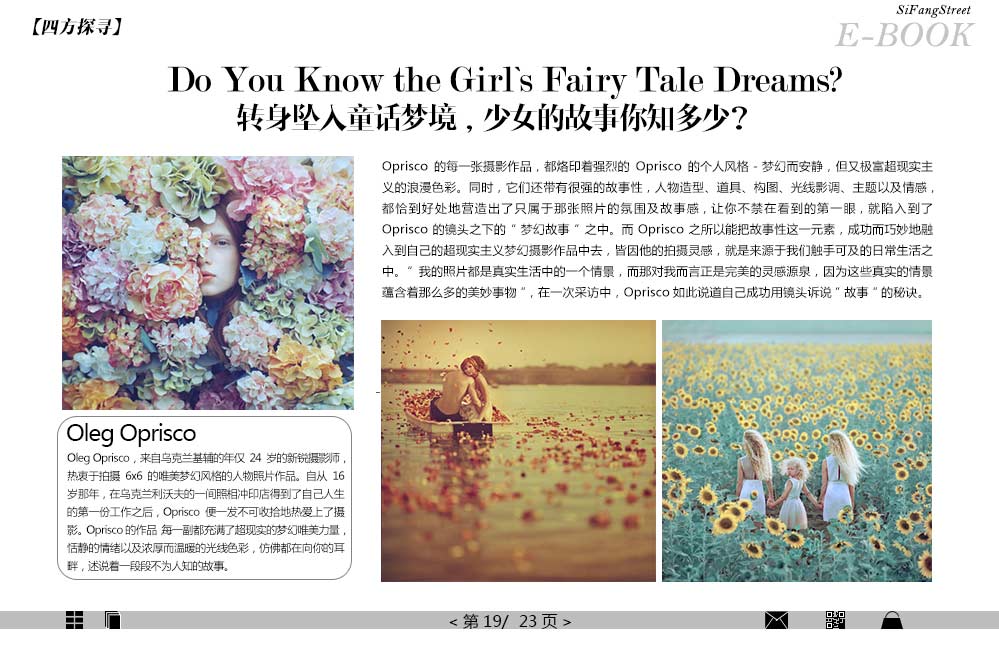 【四方探寻】
SiFangStreet
E-BOOK
Do You Know the Girl`s Fairy Tale Dreams?
转身坠入童话梦境，少女的故事你知多少？
Oprisco 的每一张摄影作品，都烙印着强烈的 Oprisco 的个人风格 - 梦幻而安静，但又极富超现实主
义的浪漫色彩。同时，它们还带有很强的故事性，人物造型、道具、构图、光线影调、主题以及情感，
都恰到好处地营造出了只属于那张照片的氛围及故事感，让你不禁在看到的第一眼，就陷入到了
Oprisco 的镜头之下的“ 梦幻故事 ”之中。而 Oprisco 之所以能把故事性这一元素，成功而巧妙地融
入到自己的超现实主义梦幻摄影作品中去，皆因他的拍摄灵感，就是来源于我们触手可及的日常生活之
中。“ 我的照片都是真实生活中的一个情景，而那对我而言正是完美的灵感源泉，因为这些真实的情景
蕴含着那么多的美妙事物 ”，在一次采访中，Oprisco 如此说道自己成功用镜头诉说 “ 故事 ” 的秘诀。
Oleg Oprisco
Oleg Oprisco，来自乌克兰基辅的年仅 24 岁的新锐摄影师，
热衷于拍摄 6x6 的唯美梦幻风格的人物照片作品。自从 16
岁那年，在乌克兰利沃夫的一间照相冲印店得到了自己人生
的第一份工作之后，Oprisco 便一发不可收拾地热爱上了摄
影。Oprisco 的作品 每一副都充满了超现实的梦幻唯美力量，
恬静的情绪以及浓厚而温暖的光线色彩，仿佛都在向你的耳
畔，述说着一段段不为人知的故事。
< 第 19/ 23 页 >